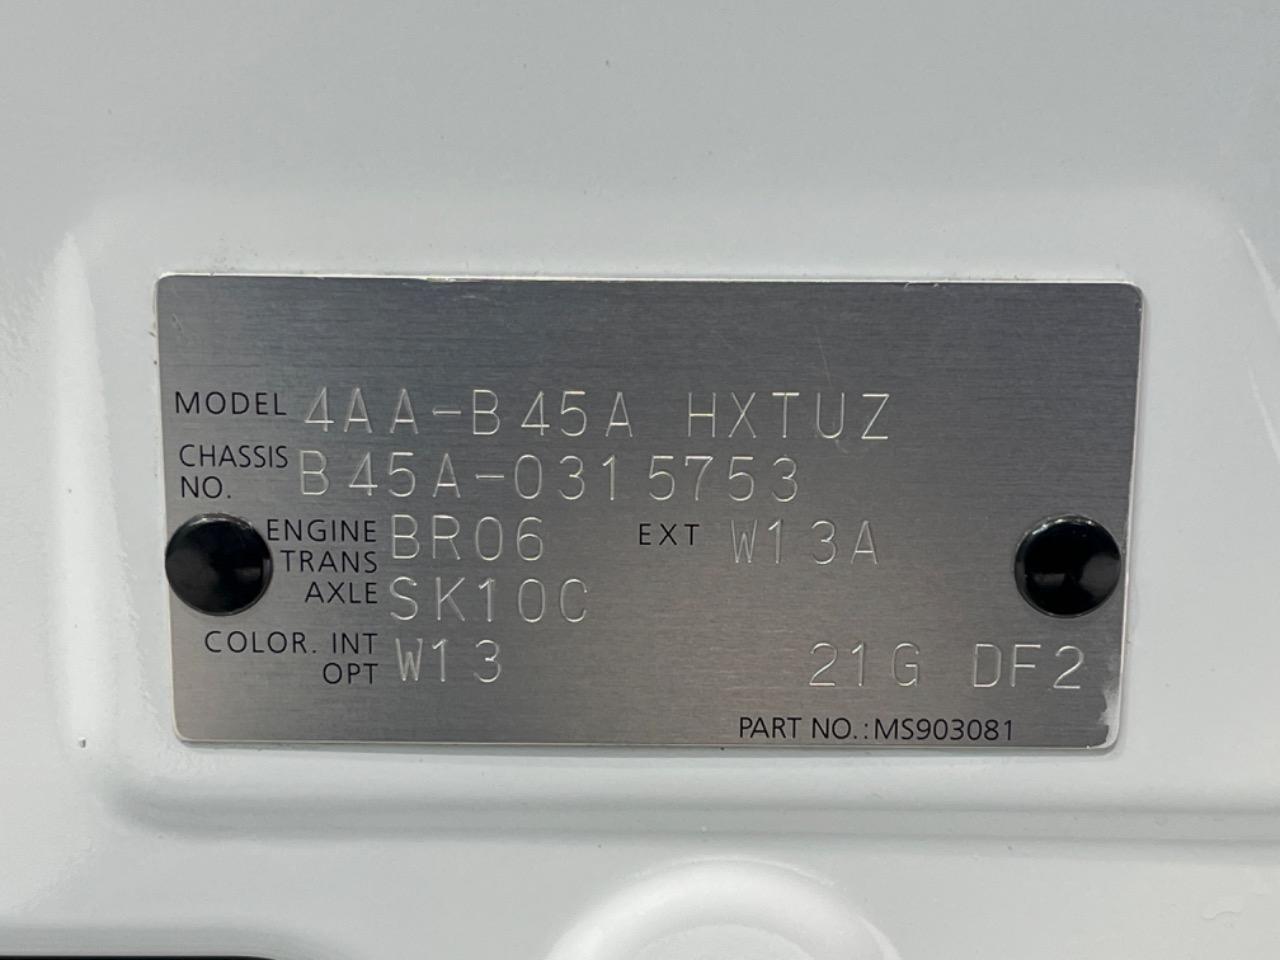 MODEL 4AA-B45A HXTUZ
CHASSIS NO. B45A-0315753
ENGINE BR06 EXT W13A
TRANS AXLE SK10C
COLOR. INT OPT W13 21G DF2
PART NO.:MS903081